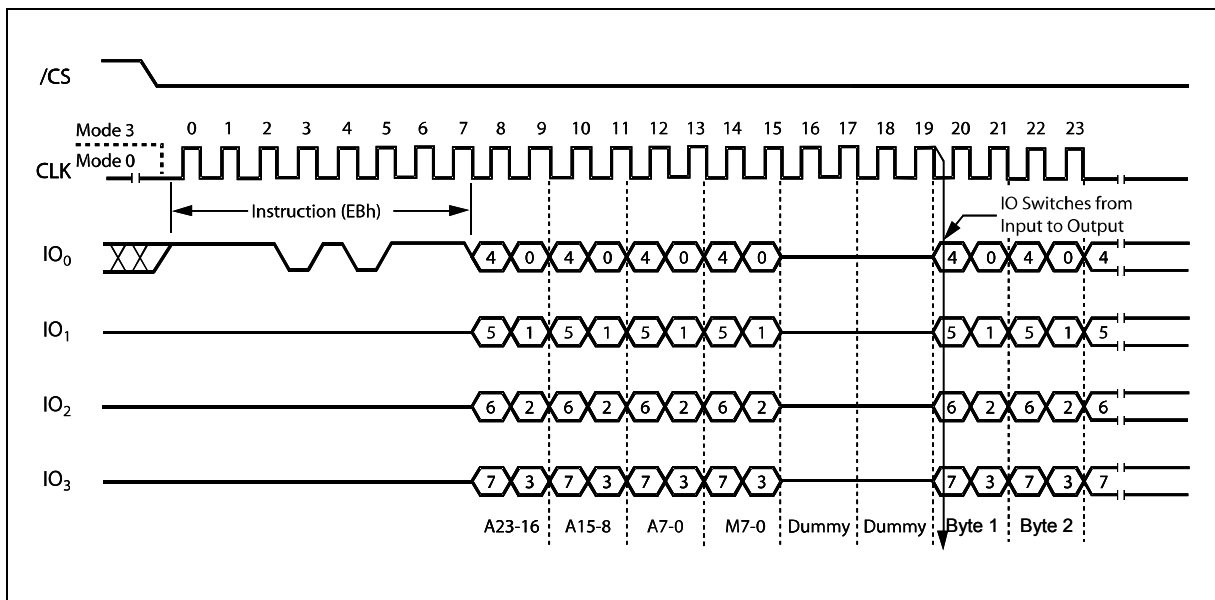 /CS
Mode 3
0 1 2 3 4 5 6 7 8 9 10 11 12 13 14 15 16 17 18 19 20 21 22 23
Mode 0
CLK
Instruction (EBh)
IO Switches from
Input to Output
IO0
4 0 4 0 4 0 4 0 4 0 4 0 4
IO1
5 1 5 1 5 1 5 1 5 1 5 1 5
IO2
6 2 6 2 6 2 6 2 6 2 6 2 6
IO3
7 3 7 3 7 3 7 3 7 3 7 3 7
A23-16 A15-8 A7-0 M7-0 Dummy Dummy Byte 1 Byte 2